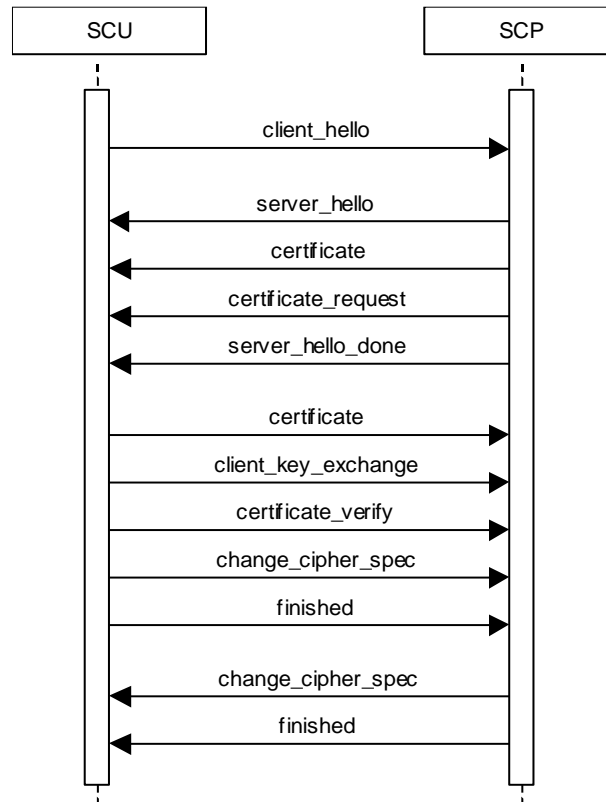 SCU
SCP
client_hello
server_hello
certificate
certificate_request
server_hello_done
certificate
client_key_exchange
certificate_verify
change_cipher_spec
finished
change_cipher_spec
finished